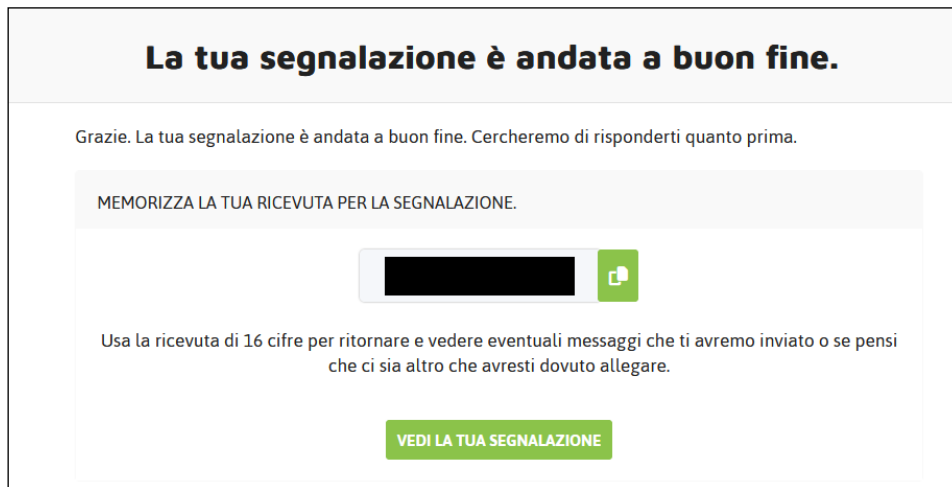 La tua segnalazione è andata a buon fine.
Grazie. La tua segnalazione è andata a buon fine. Cercheremo di risponderti quanto prima.
MEMORIZZA LA TUA RICEVUTA PER LA SEGNALAZIONE.
Usa la ricevuta di 16 cifre per ritornare e vedere eventuali messaggi che ti avremo inviato o se pensi
che ci sia altro che avresti dovuto allegare.
VEDI LA TUA SEGNALAZIONE